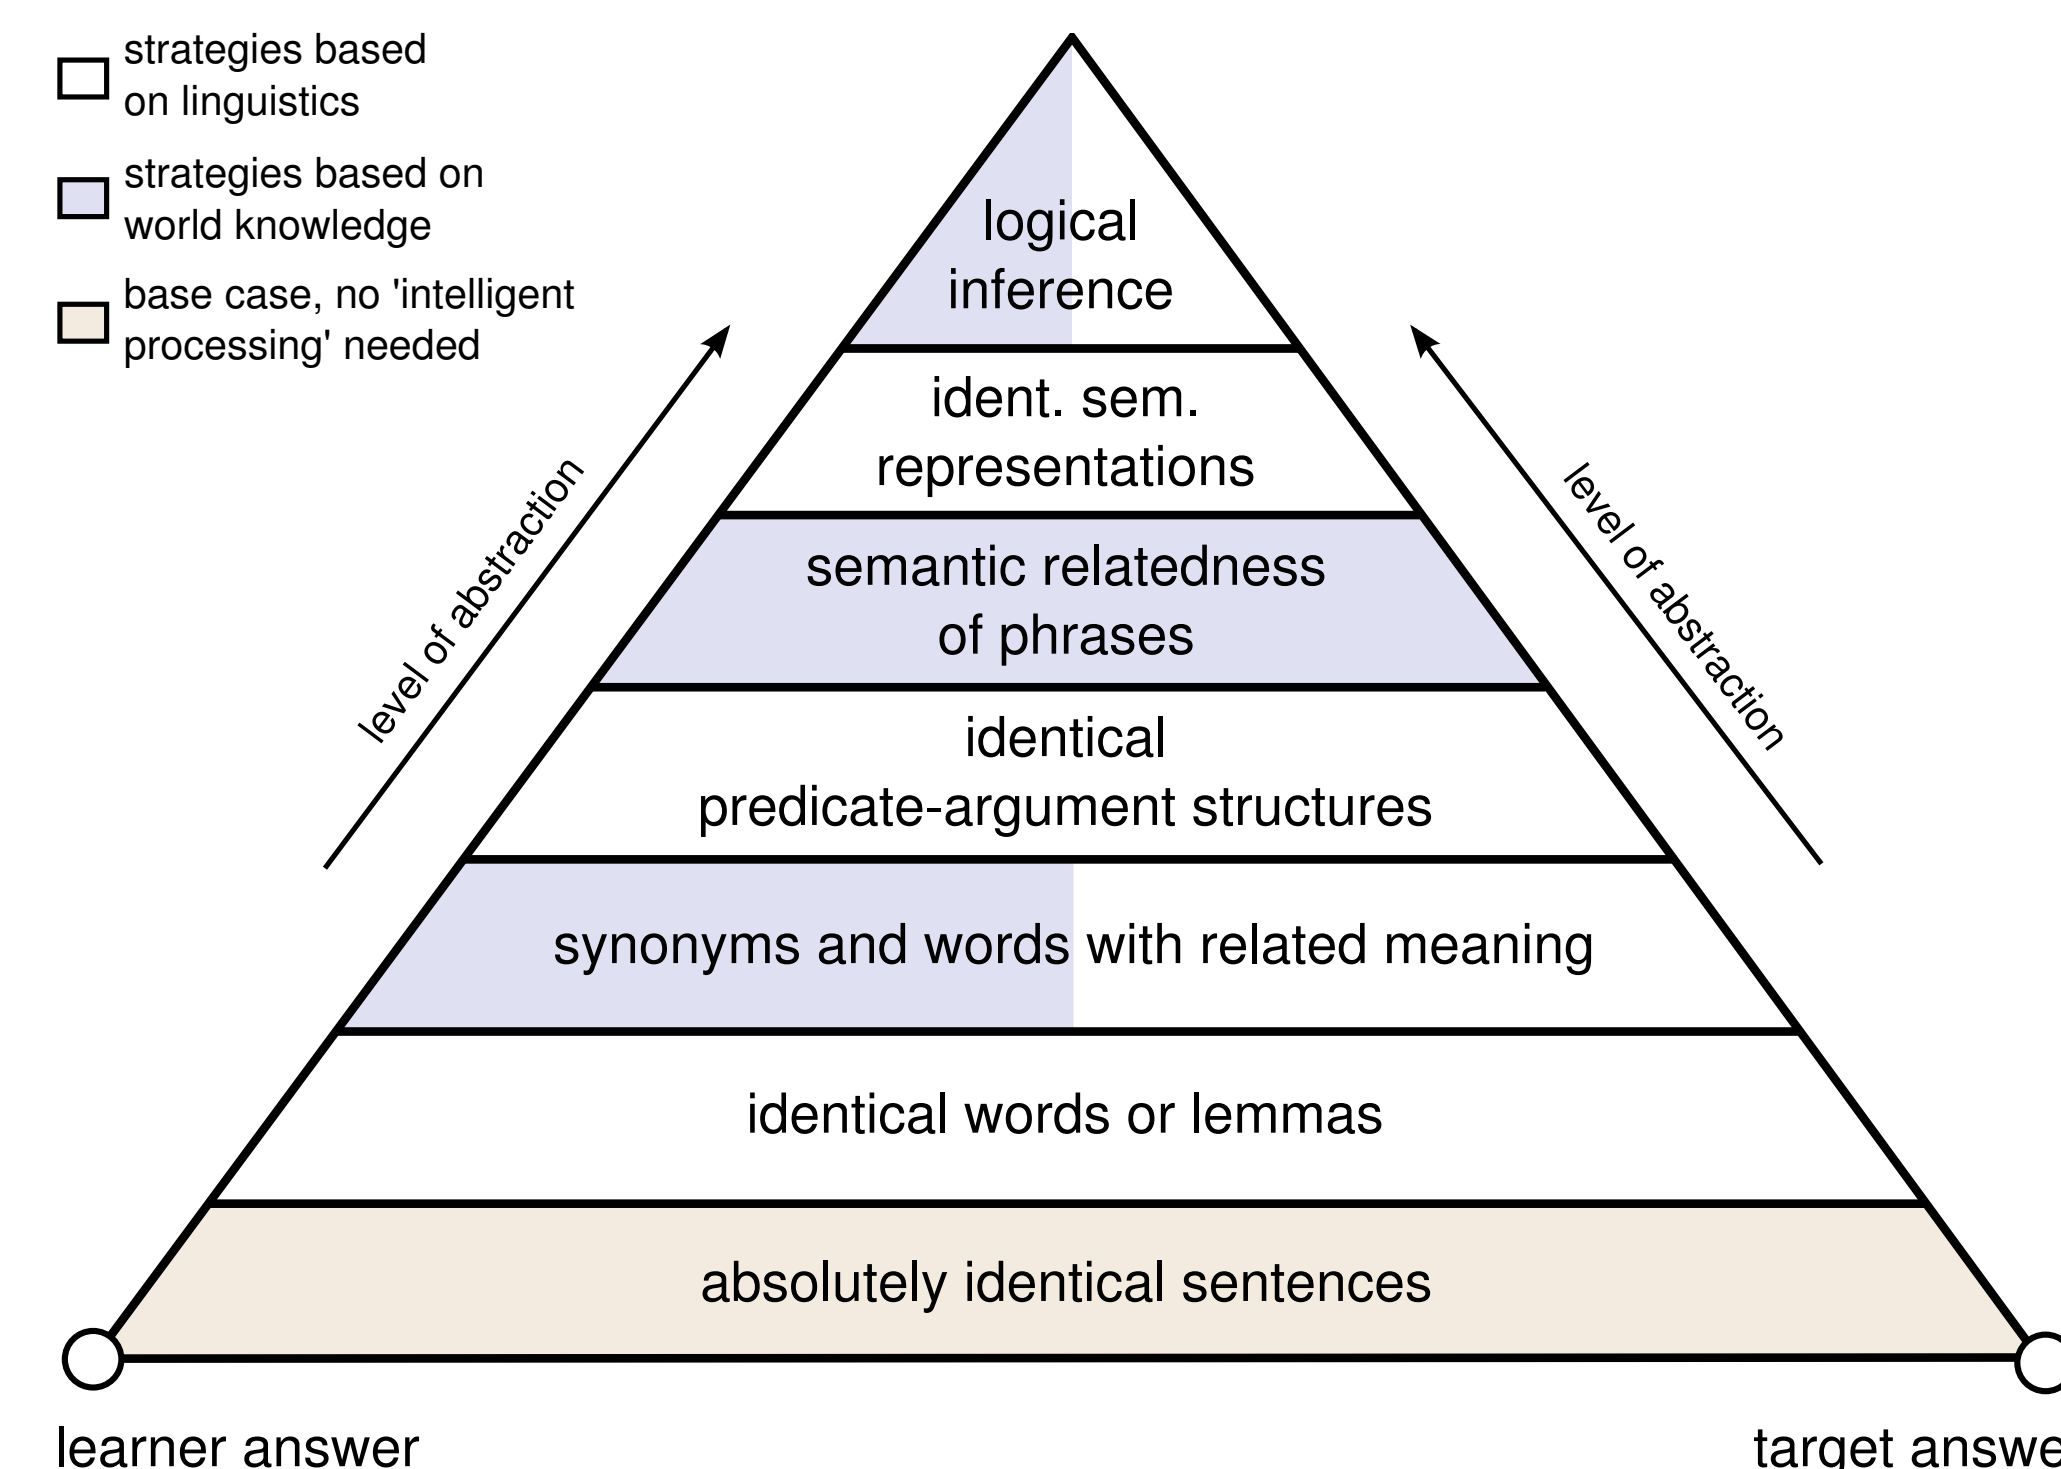 strategies based
on linguistics
strategies based on
world knowledge
base case, no 'intelligent
processing' needed
logical
inference
ident. sem.
representations
semantic relatedness
of phrases
identical
predicate-argument structures
synonyms and words with related meaning
identical words or lemmas
absolutely identical sentences
level of abstraction
level of abstraction
learner answer
target answe